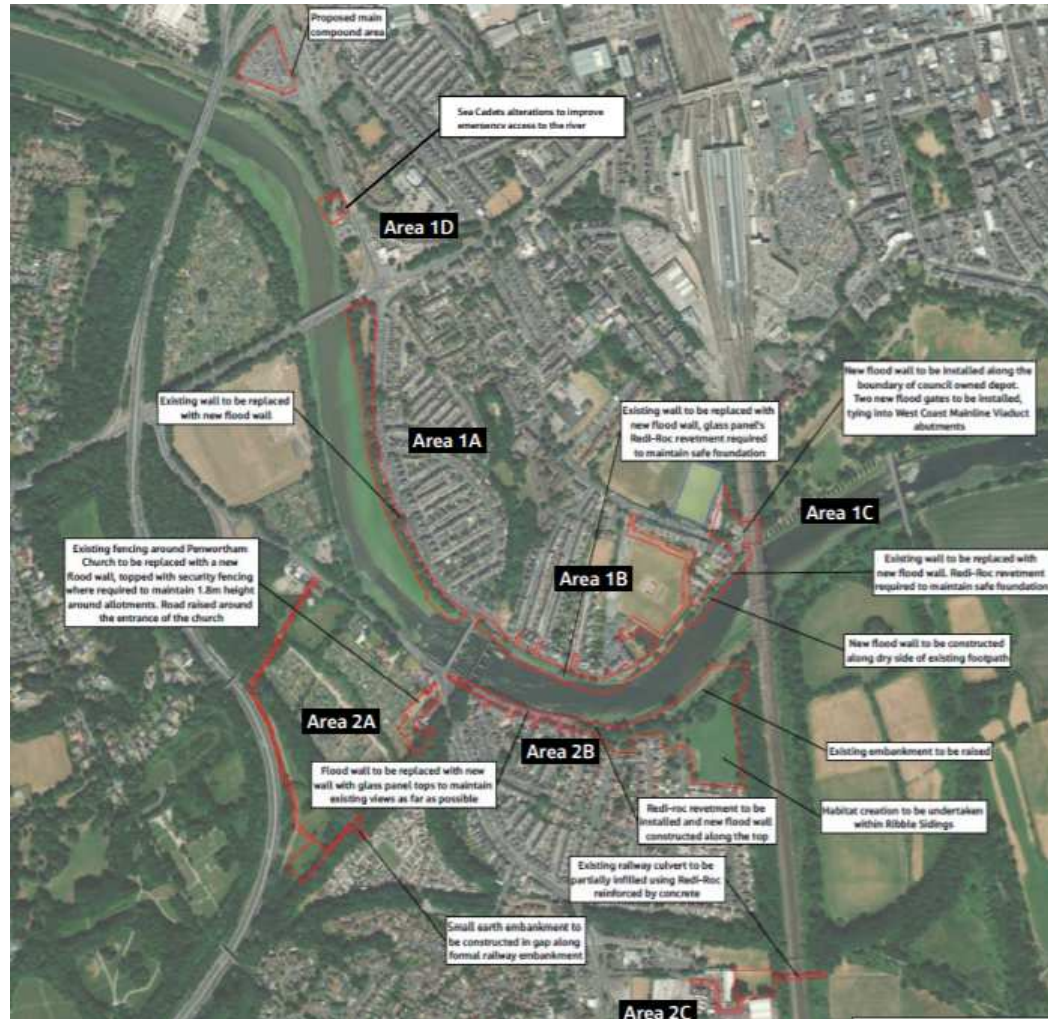 Proposed main
compound area
Sea Cadets alterations to improve
emergency access to the river
Area 1D
New flood wall to be installed along the
boundary of council owned depot.
Two new flood gates to be installed,
tying into West Coast Mainline Viaduct
abutments
Existing wall to be replaced
with new flood wall
Existing wall to be replaced with
new flood wall, glass panel's
Redi-Roc revetment required
to maintain safe foundation
Area 1A
Area 1C
Existing fencing around Penwortham
Church to be replaced with a new
flood wall, topped with security fencing
where required to maintain 1.8m height
around allotments. Road raised around
the entrance of the church
Area 1B
Existing wall to be replaced with
new flood wall. Redi-Roc revetment
required to maintain safe foundation
New flood wall to be constructed
along dry side of existing footpath
Area 2A
Area 2B
Existing embankment to be raised
Flood wall to be replaced with new
wall with glass panel tops to maintain
existing views as far as possible
Redi-roc revetment to be
installed and new flood wall
constructed along the top
Habitat creation to be undertaken
within Ribble Sidings
Existing railway culvert to be
partially infilled using Redi-Roc
reinforced by concrete
Small earth embankment to
be constructed in gap along
formal railway embankment
Area 2C